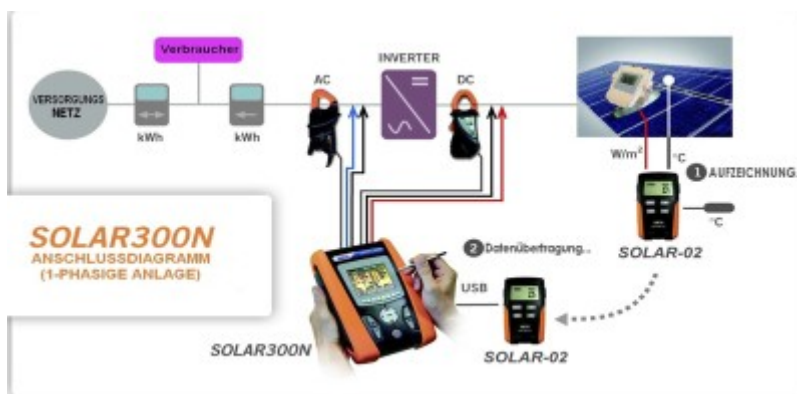 Verbraucher
INVERTER
AC
DC
VERSORGUNGS
NETZ
kWh
kWh
W/m²
°C
1 AUFZEICHNUNG
°C
SOLAR-02
SOLAR300N
ANSCHLUSSDIAGRAMM
(1-PHASIGE ANLAGE)
2 Datenübertragung...
USB
SOLAR300N
SOLAR-02